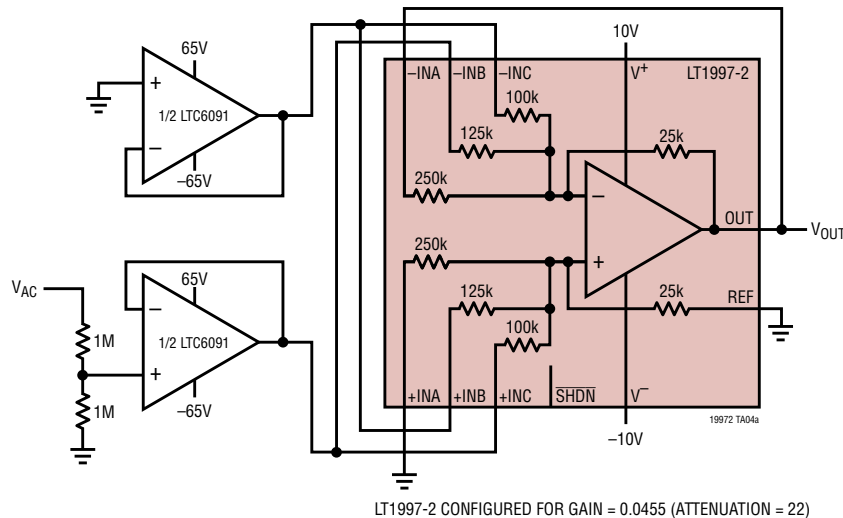 65V
+
1/2 LTC6091
–
–65V
VAC
1M
1M
65V
–
1/2 LTC6091
+
–65V
10V
–INA –INB –INC
V+
LT1997-2
100k
125k
25k
250k
–
OUT
VOUT
250k
+
125k
25k
REF
100k
+INA +INB +INC
SHDN
V–
19972 TA04a
–10V
LT1997-2 CONFIGURED FOR GAIN = 0.0455 (ATTENUATION = 22)